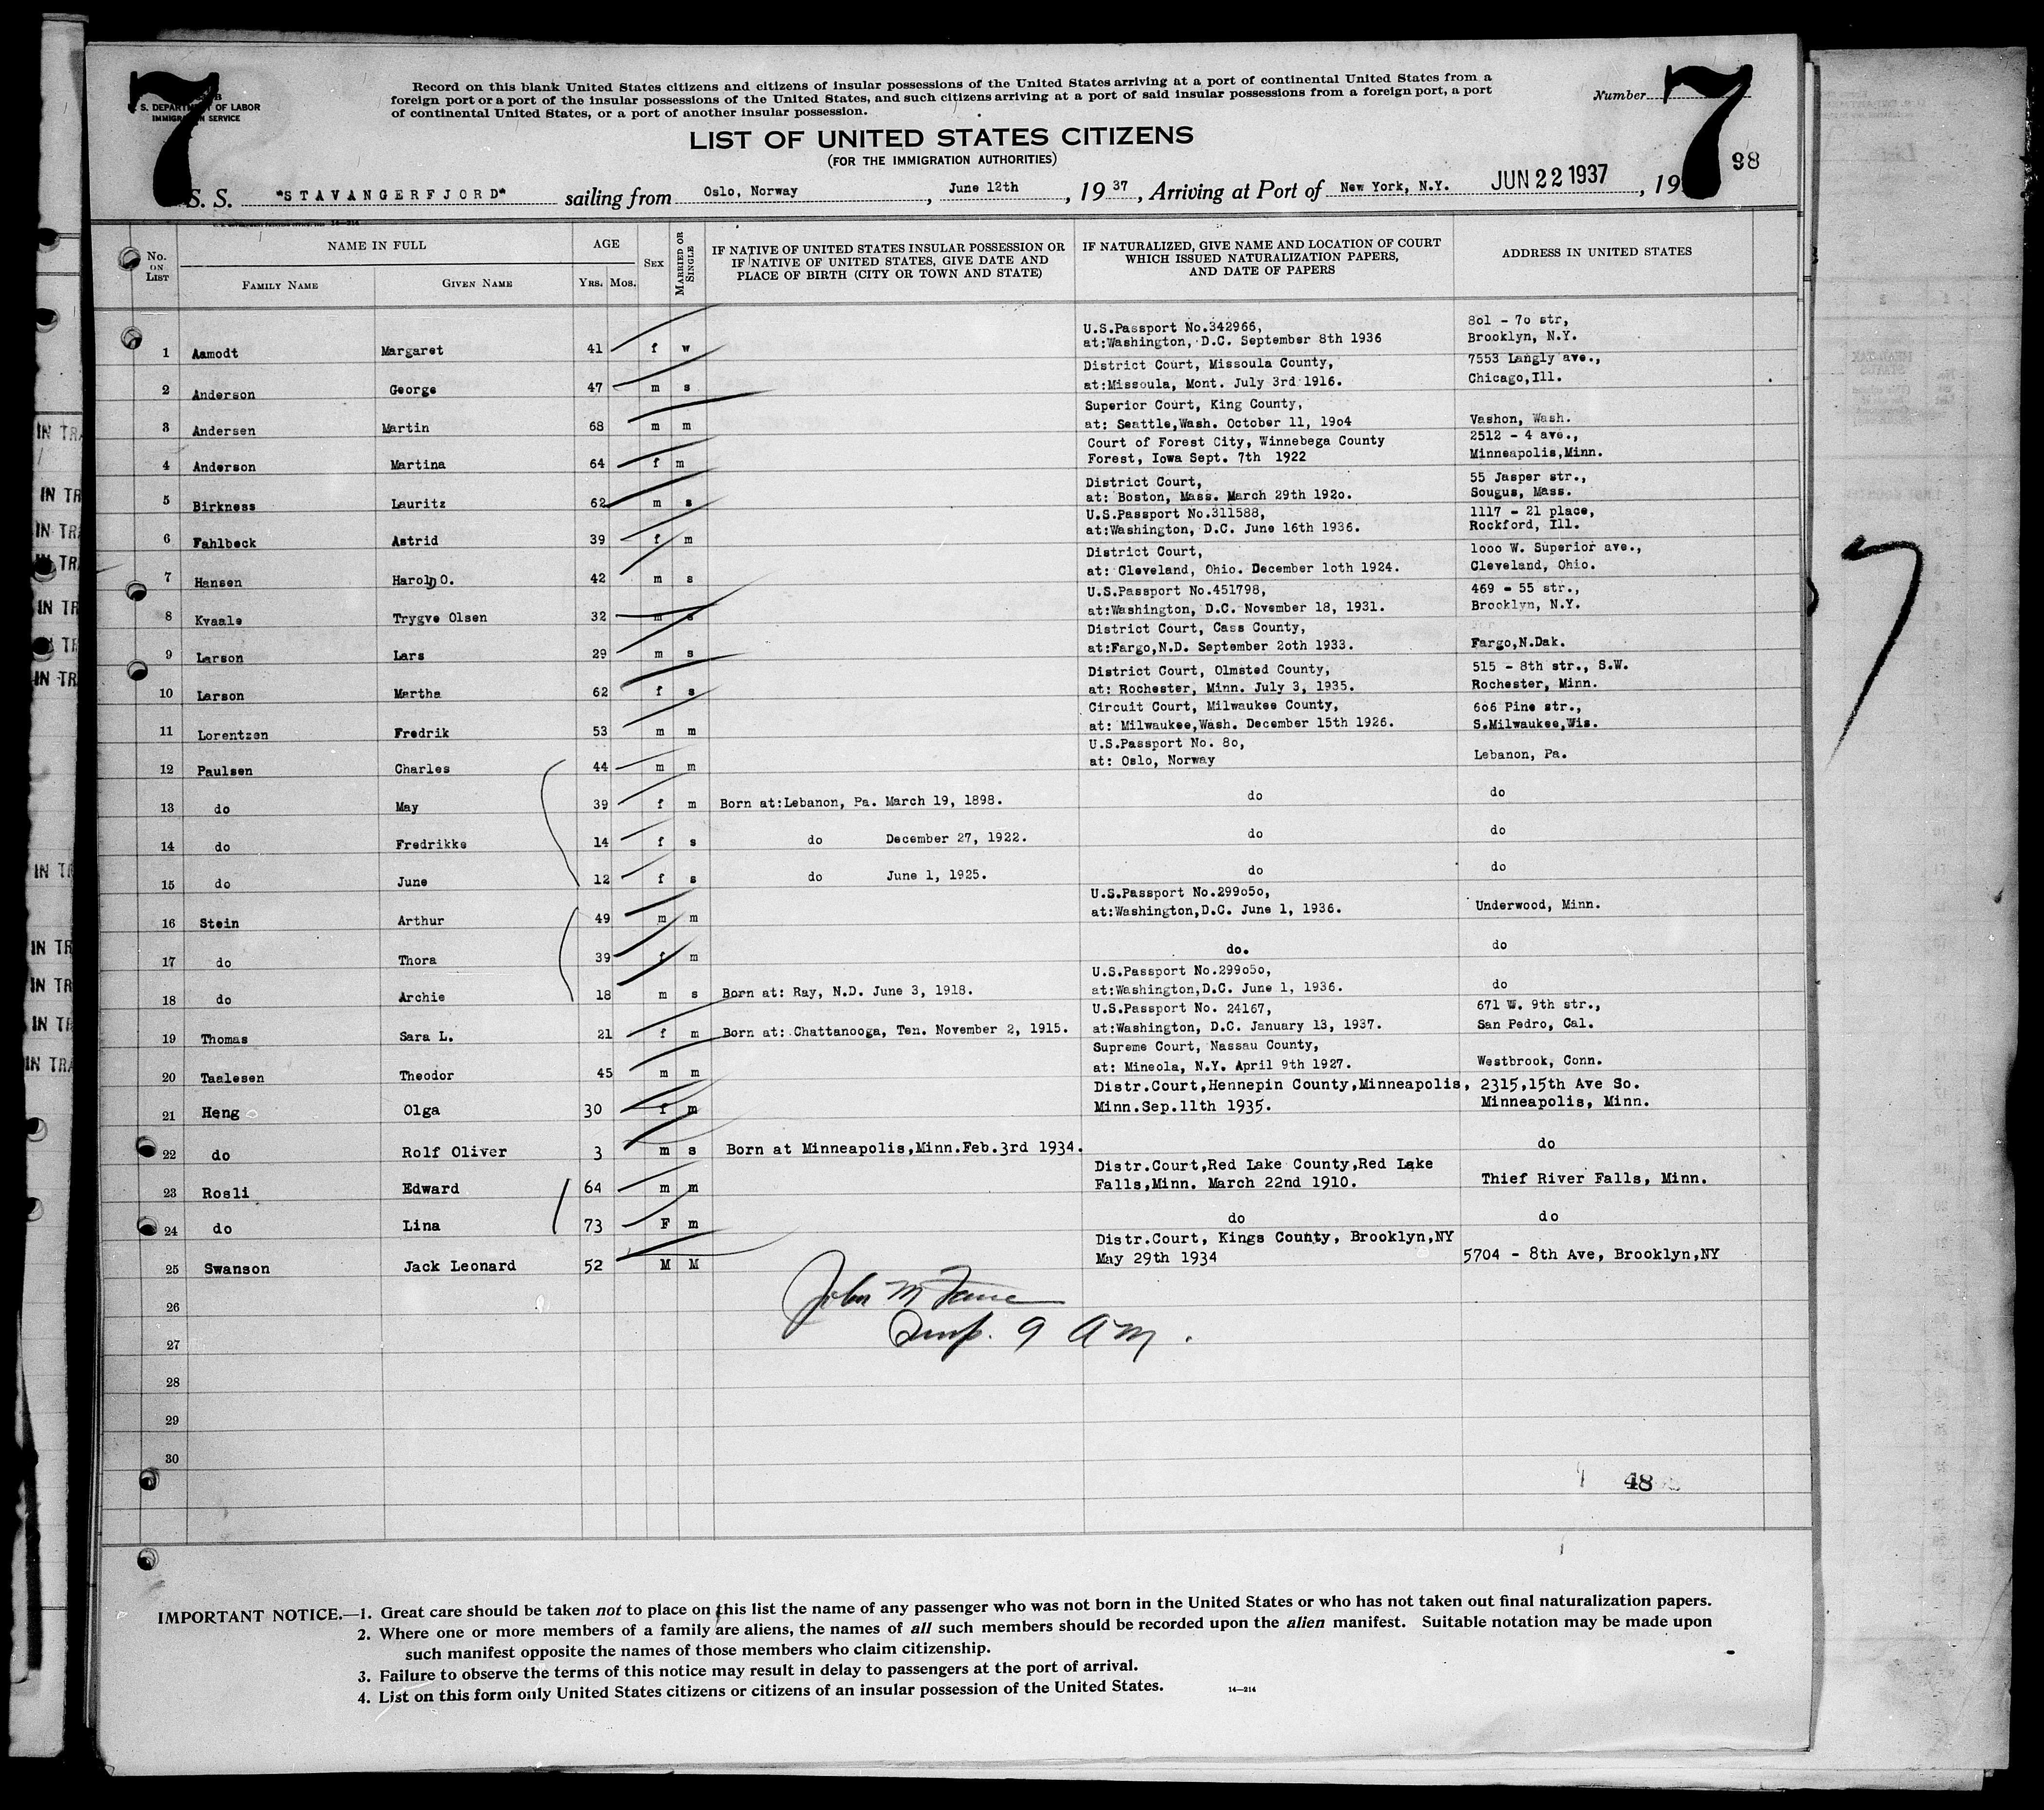 7
U. S. DEPARTMENT OF LABOR
IMMIGRATION SERVICE
Record on this blank United States citizens and citizens of insular possessions of the United States arriving at a port of continental United States from a
foreign port or a port of the insular possessions of the United States, and such citizens arriving at a port of said insular possessions from a foreign port, a port
of continental United States, or a port of another insular possession.
Number 7
98
LIST OF UNITED STATES CITIZENS
(FOR THE IMMIGRATION AUTHORITIES)
S. S. "STAVANGERFJORD" sailing from Oslo, Norway, June 12th, 1937, Arriving at Port of New York, N.Y. JUN 22 1937, 19
No. ON LIST NAME IN FULL AGE SEX MARRIED OR SINGLE IF NATIVE OF UNITED STATES INSULAR POSSESSION OR IF NATIVE OF UNITED STATES, GIVE DATE AND PLACE OF BIRTH (CITY OR TOWN AND STATE) IF NATURALIZED, GIVE NAME AND LOCATION OF COURT WHICH ISSUED NATURALIZATION PAPERS, AND DATE OF PAPERS ADDRESS IN UNITED STATES
FAMILY NAME GIVEN NAME YRS. MOS.
U.S.Passport No.342966, 801 - 70 str,
1 Aamodt Margaret 41 f w at:Washington, D.C. September 8th 1936 Brooklyn, N.Y.
District Court, Missoula County, 7553 Langly ave.,
2 Anderson George 47 m s at:Missoula, Mont. July 3rd 1916. Chicago,Ill.
Superior Court, King County,
3 Andersen Martin 68 m m at: Seattle,Wash. October 11, 19o4 Vashon, Wash.
Court of Forest City, Winnebega County 2512 - 4 ave.,
4 Anderson Martina 64 f m Forest, Iowa Sept. 7th 1922 Minneapolis,Minn.
District Court, 55 Jasper str.,
5 Birkness Lauritz 62 m s at: Boston, Mass. March 29th 192o. Sougus, Mass.
U.S.Passport No.311588, 1117 - 21 place,
6 Fahlbeck Astrid 39 f m at:Washington, D.C. June 16th 1936. Rockford, Ill.
District Court, 1ooo W. Superior ave.,
7 Hansen Harold O. 42 m s at: Cleveland, Ohio. December 1oth 1924. Cleveland, Ohio.
U.S.Passport No.451798, 469 - 55 str.,
8 Kvaale Trygve Olsen 32 m s at:Washington, D.C. November 18, 1931. Brooklyn, N.Y.
District Court, Cass County,
9 Larson Lars 29 m s at:Fargo,N.D. September 2oth 1933. Fargo,N.Dak.
District Court, Olmsted County, 515 - 8th str., S.W.
10 Larson Martha 62 f s at: Rochester, Minn. July 3, 1935. Rochester, Minn.
Circuit Court, Milwaukee County, 6o6 Pine str.,
11 Lorentzen Fredrik 53 m m at: Milwaukee,Wash. December 15th 1926. S.Milwaukee,Wis.
U.S.Passport No. 8o,
12 Paulsen Charles 44 m m at: Oslo, Norway Lebanon, Pa.
13 do May 39 f m Born at:Lebanon, Pa. March 19, 1898. do do
14 do Fredrikke 14 f s do December 27, 1922. do do
15 do June 12 f s do June 1, 1925. do do
U.S.Passport No.299o5o,
16 Stein Arthur 49 m m at:Washington,D.C. June 1, 1936. Underwood, Minn.
17 do Thora 39 f m do. do
U.S.Passport No.299o5o,
18 do Archie 18 m s Born at: Ray, N.D. June 3, 1918. at:Washington,D.C. June 1, 1936. do
U.S.Passport No. 24167, 671 W. 9th str.,
19 Thomas Sara L. 21 f m Born at: Chattanooga, Ten. November 2, 1915. at:Washington, D.C. January 13, 1937. San Pedro, Cal.
Supreme Court, Nassau County,
20 Taalesen Theodor 45 m m at: Mineola, N.Y. April 9th 1927. Westbrook, Conn.
Distr.Court,Hennepin County,Minneapolis, 2315,15th Ave So.
21 Heng Olga 30 f m Minn.Sep.11th 1935. Minneapolis, Minn.
22 do Rolf Oliver 3 m s Born at Minneapolis,Minn.Feb.3rd 1934. do
Distr.Court,Red Lake County,Red Lake
23 Rosli Edward 64 m m Falls,Minn. March 22nd 1910. Thief River Falls, Minn.
24 do Lina 73 F m do do
Distr.Court, Kings County, Brooklyn,NY
25 Swanson Jack Leonard 52 M M May 29th 1934 5704 - 8th Ave, Brooklyn,NY
26
27
28
29
30
Insp. 9 AM.
48
IMPORTANT NOTICE.—1. Great care should be taken not to place on this list the name of any passenger who was not born in the United States or who has not taken out final naturalization papers.
2. Where one or more members of a family are aliens, the names of all such members should be recorded upon the alien manifest. Suitable notation may be made upon
such manifest opposite the names of those members who claim citizenship.
3. Failure to observe the terms of this notice may result in delay to passengers at the port of arrival.
4. List on this form only United States citizens or citizens of an insular possession of the United States. 14—214
7